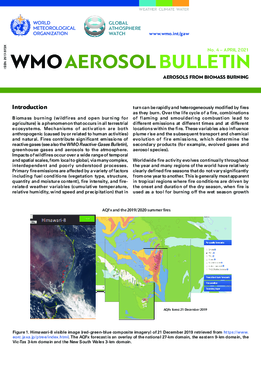 WEATHER CLIMATE WATER
WORLD
METEOROLOGICAL
ORGANIZATION
GLOBAL
ATMOSPHERE
WATCH
www.wmo.int/gaw
No. 4 - APRIL 2021
WMO AEROSOL BULLETIN
AEROSOLS FROM BIOMASS BURNING
Introduction
Biomass burning (wildfires and open burning for
agriculture) is a phenomenon that occurs in all terrestrial
ecosystems. Mechanisms of activation are both
anthropogenic (caused by or related to human activities)
and natural. Fires contribute significant emissions of
reactive gases (see also the WMO Reactive Gases Bulletin),
greenhouse gases and aerosols to the atmosphere.
Impacts of wildfires occur over a wide range of temporal
and spatial scales, from local to global, via many complex,
interdependent and poorly understood processes.
Primary fire emissions are affected by a variety of factors
including fuel conditions (vegetation type, structure,
quantity and moisture content), fire intensity, and fire-
related weather variables (cumulative temperature,
relative humidity, wind speed and precipitation) that in
turn can be rapidly and heterogeneously modified by fires
as they burn. Over the life cycle of a fire, combinations
of flaming and smouldering combustion lead to
different emissions at different times and at different
locations within the fire. These variables also influence
plume rise and the subsequent transport and chemical
evolution of fire emissions, which determine the
secondary products (for example, evolved gases and
aerosol species).
Worldwide fire activity evolves continually throughout
the year and many regions of the world have relatively
clearly defined fire seasons that do not vary significantly
from one year to another. This is generally most apparent
in tropical regions where fire conditions are driven by
the onset and duration of the dry season, when fire is
used as a tool for burning off the wet season growth
AQFx and the 2019/2020 summer fires
Himawari-8
AQFx dated 21 December 2019
Figure 1. Himawari-8 visible image (red-green-blue composite imagery) of 21 December 2019 retrieved from https://www.
The AQFx forecast is an overlay of the national 27-km domain, the eastern 9-km domain, the
Vic-Tas 3-km domain and the New South Wales 3-km domain.